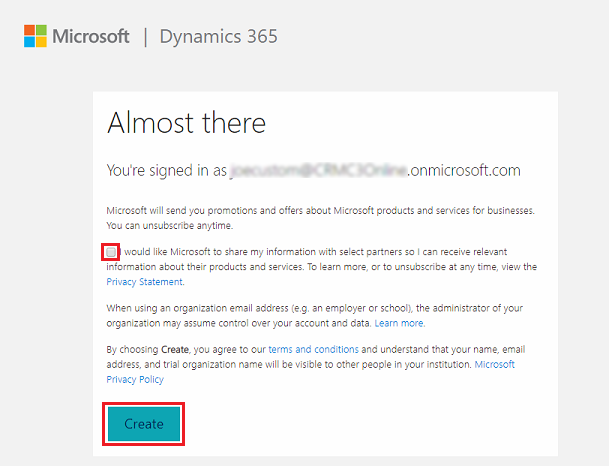 Microsoft | Dynamics 365
Almost there
You're signed in as .onmicrosoft.com
Microsoft will send you promotions and offers about Microsoft products and services for businesses.
You can unsubscribe anytime.
I would like Microsoft to share my information with select partners so I can receive relevant
information about their products and services. To learn more, or to unsubscribe at any time, view the
Privacy Statement.
When using an organization email address (e.g. an employer or school), the administrator of your
organization may assume control over your account and data. Learn more.
By choosing Create, you agree to our terms and conditions and understand that your name, email
address, and trial organization name will be visible to other people in your institution. Microsoft
Privacy Policy
Create